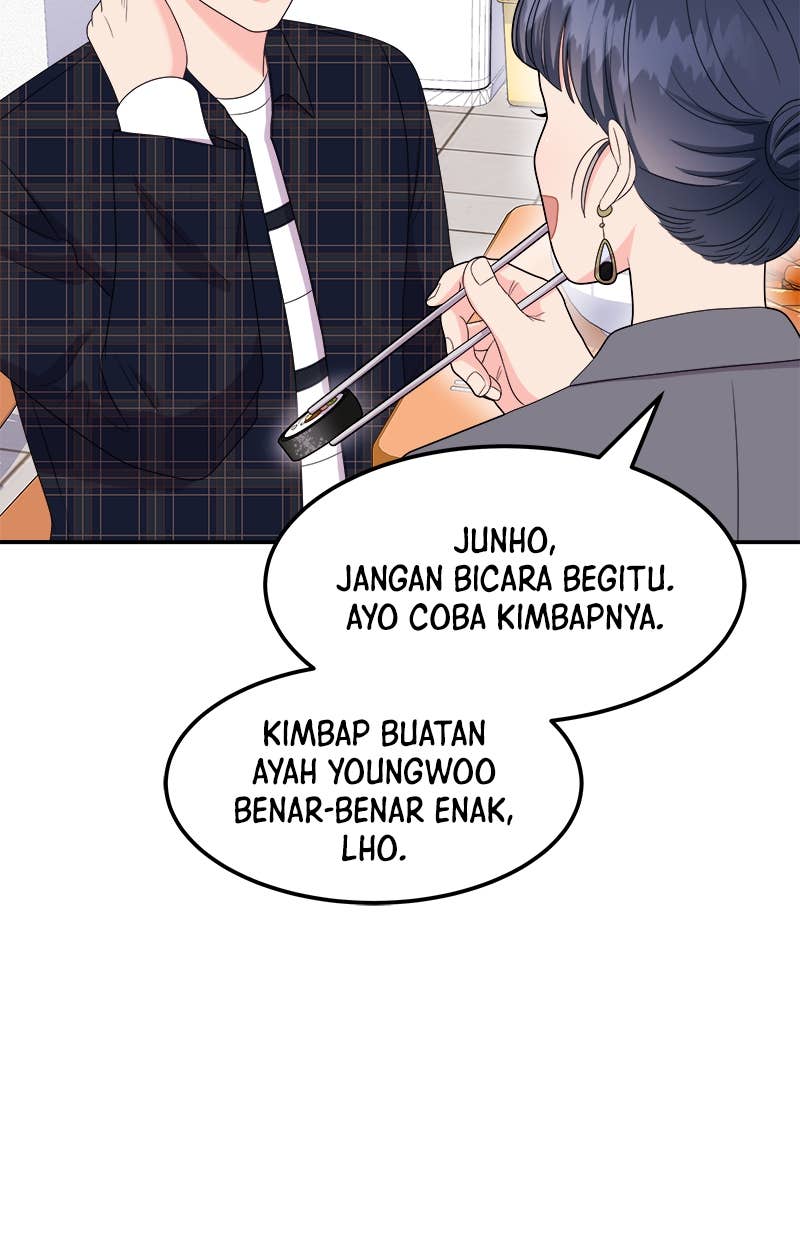 JUNHO,
JANGAN BICARA BEGITU.
AYO COBA KIMBAPNYA.
KIMBAP BUATAN
AYAH YOUNGWOO
BENAR-BENAR ENAK,
LHO.